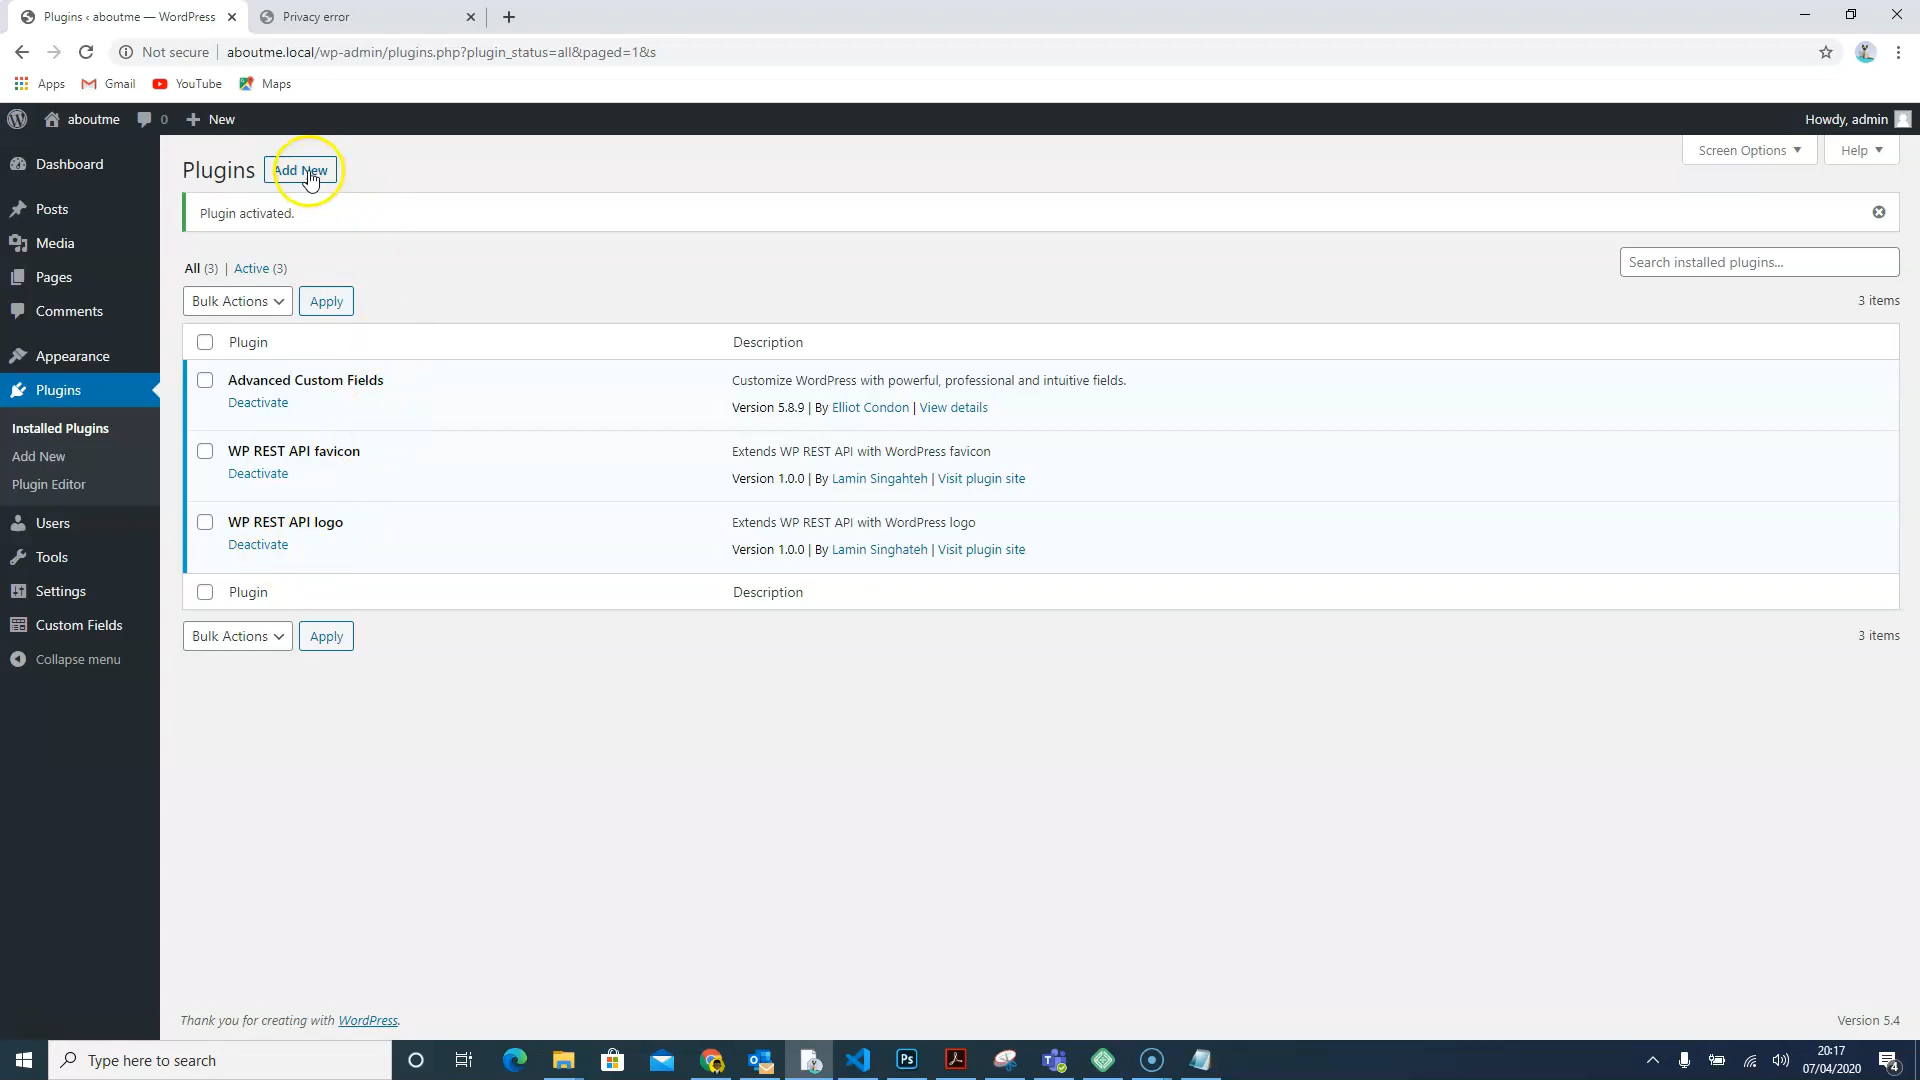 Plugins ‹ aboutme — WordPress
Privacy error
Not secure
aboutme.local/wp-admin/plugins.php?plugin_status=all&paged=1&s
Apps
Gmail
YouTube
Maps
aboutme
0
New
Howdy, admin
Dashboard
Posts
Media
Pages
Comments
Appearance
Plugins
Installed Plugins
Add New
Plugin Editor
Users
Tools
Settings
Custom Fields
Collapse menu
Plugins
Add New
Screen Options
Help
Plugin activated.
All (3) | Active (3)
Search installed plugins...
Bulk Actions
Apply
3 items
Plugin
Description
Advanced Custom Fields
Deactivate
Customize WordPress with powerful, professional and intuitive fields.
Version 5.8.9 | By Elliot Condon | View details
WP REST API favicon
Deactivate
Extends WP REST API with WordPress favicon
Version 1.0.0 | By Lamin Singahteh | Visit plugin site
WP REST API logo
Deactivate
Extends WP REST API with WordPress logo
Version 1.0.0 | By Lamin Singhateh | Visit plugin site
Plugin
Description
Bulk Actions
Apply
3 items
Thank you for creating with WordPress.
Version 5.4
Type here to search
Ps
20:17
07/04/2020
4